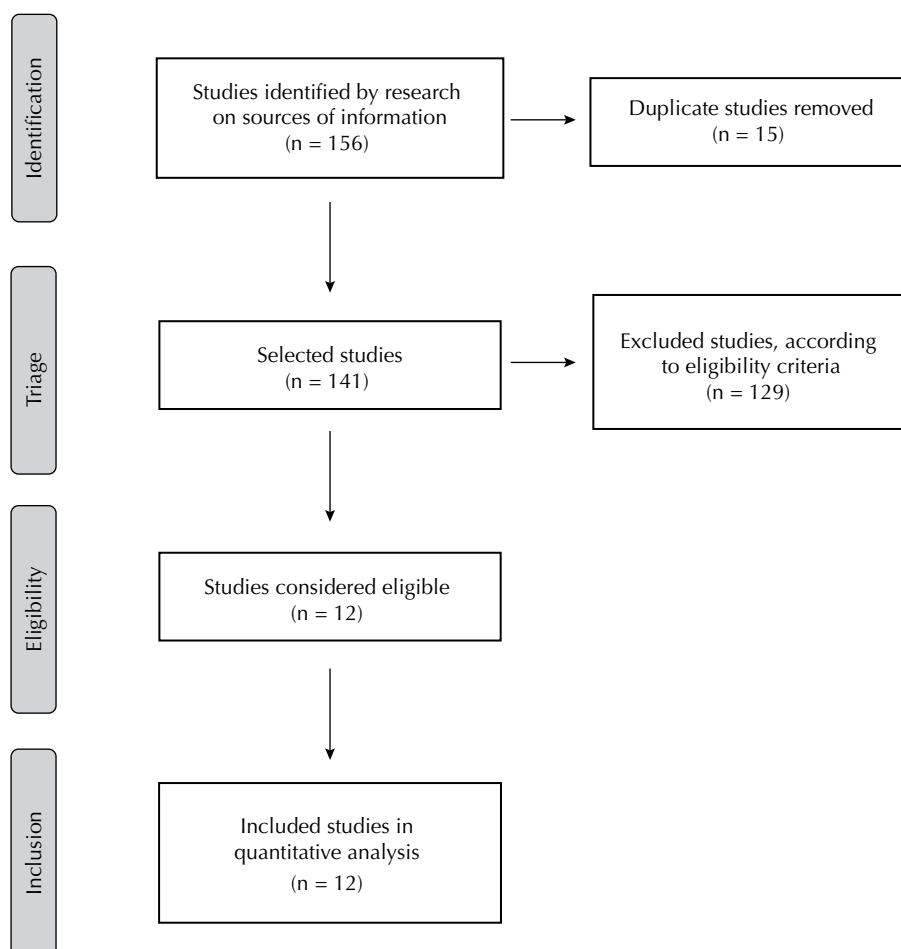 Identification
Studies identified by research
on sources of information
(n = 156)
Duplicate studies removed
(n = 15)
Triage
Selected studies
(n = 141)
Excluded studies, according
to eligibility criteria
(n = 129)
Eligibility
Studies considered eligible
(n = 12)
Inclusion
Included studies in
quantitative analysis
(n = 12)